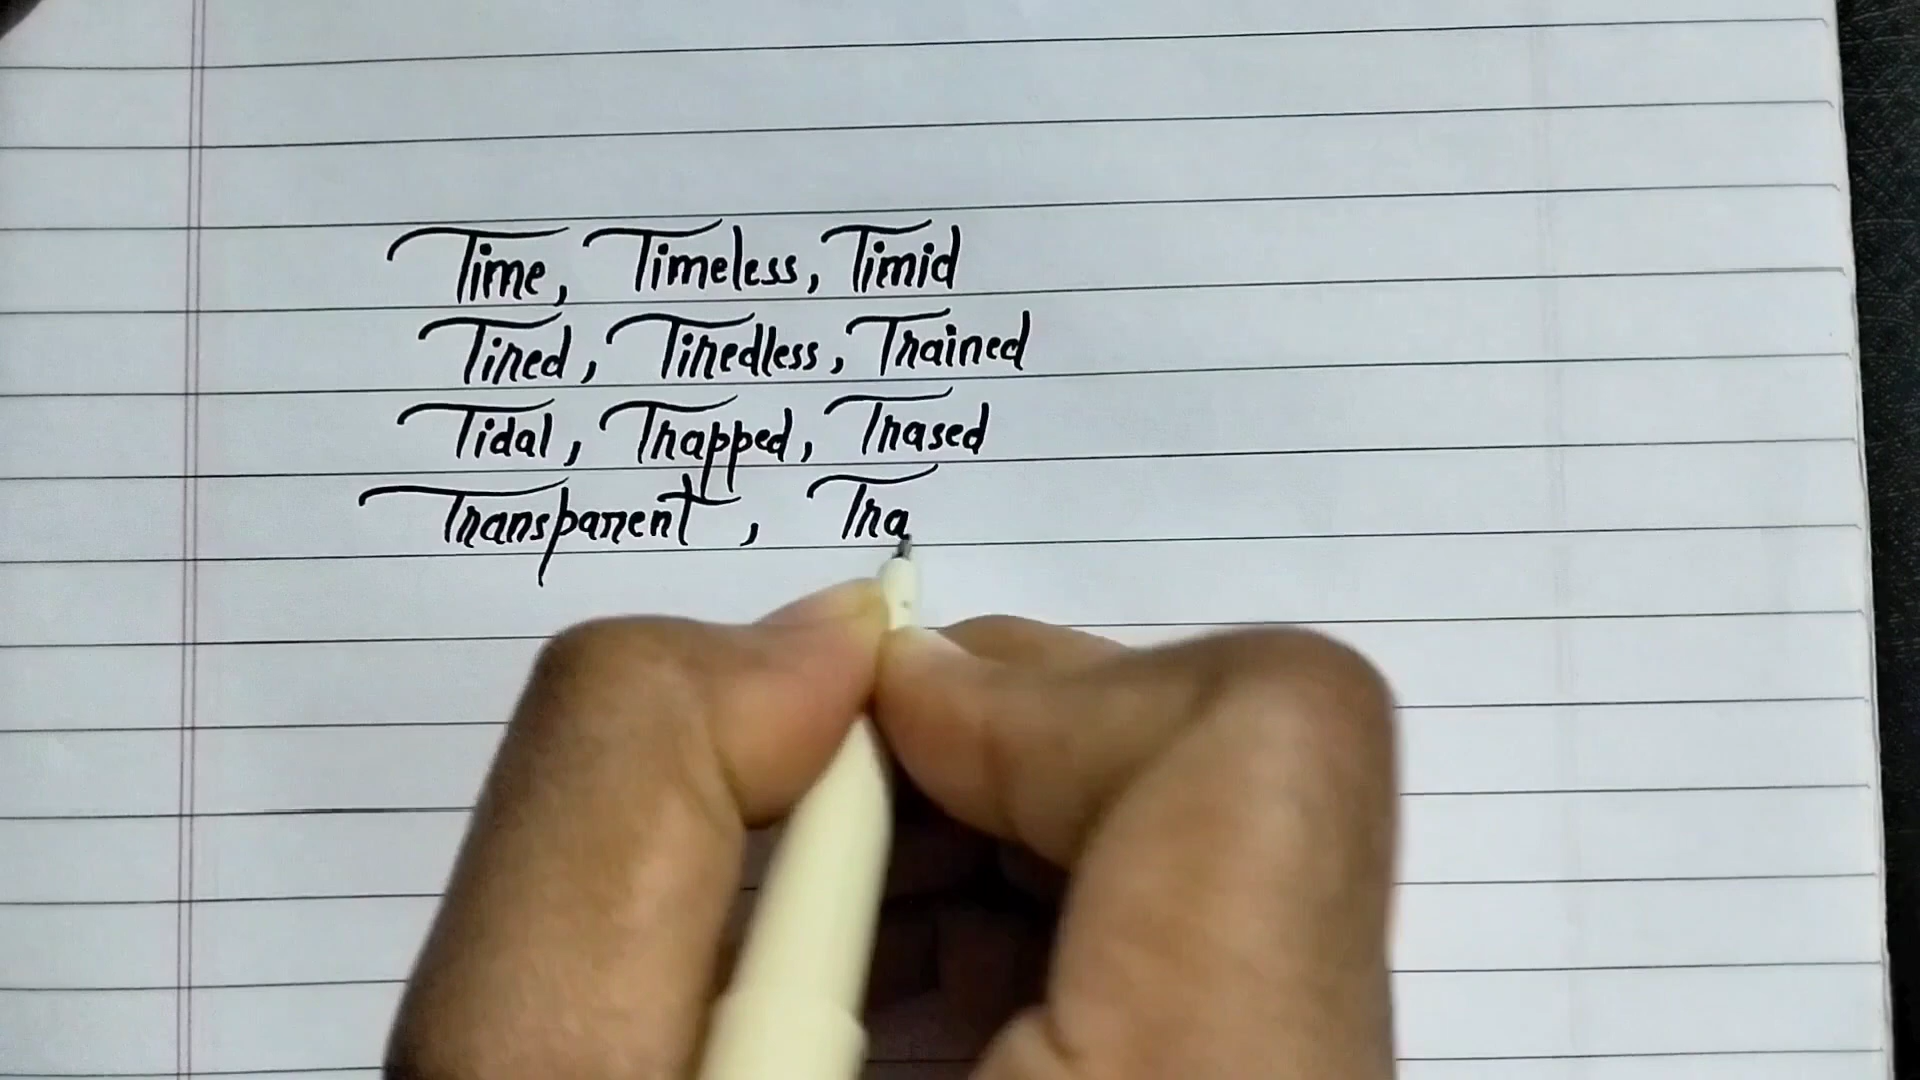 Time, Timeless, Timid
Tired, Tiredless, Trained
Tidal, Trapped, Trased
Transparent, Tra